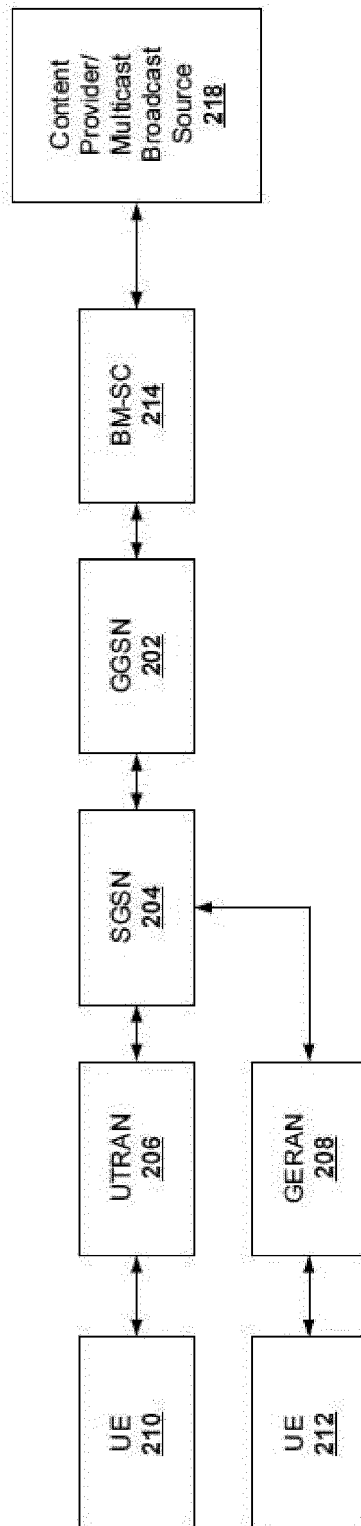 UE
210
UTRAN
206
SGSN
204
GGSN
202
BM-SC
214
Content
Provider/
Multicast
Broadcast
Source
218
UE
212
GERAN
208